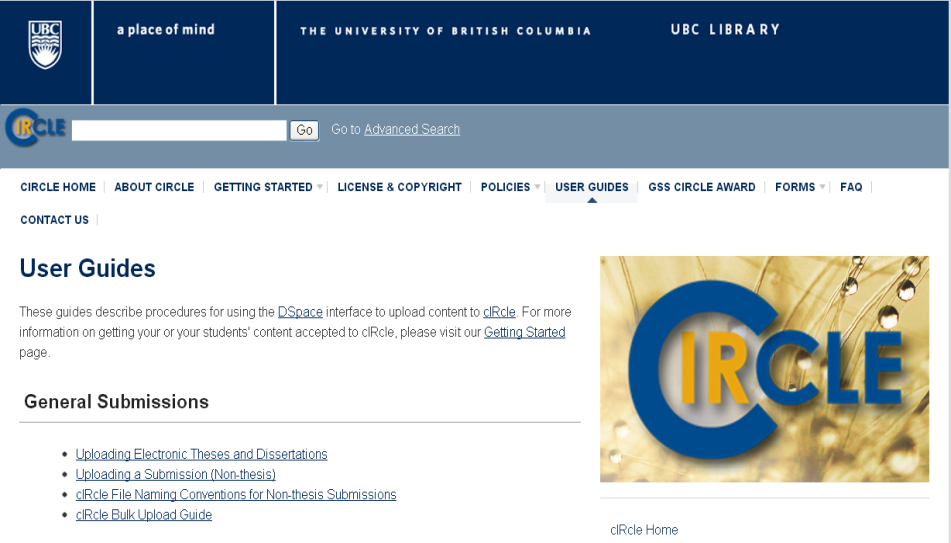 UBC
a place of mind
THE UNIVERSITY OF BRITISH COLUMBIA
UBC LIBRARY
CIRCLE
Go
Go to Advanced Search
CIRCLE HOME
ABOUT CIRCLE
GETTING STARTED
LICENSE & COPYRIGHT
POLICIES
USER GUIDES
GSS CIRCLE AWARD
FORMS
FAQ
CONTACT US
User Guides
These guides describe procedures for using the DSpace interface to upload content to cIRcle. For more
information on getting your or your students' content accepted to cIRcle, please visit our Getting Started
page.
CIRCLE
General Submissions
Uploading Electronic Theses and Dissertations
Uploading a Submission (Non-thesis)
cIRcle File Naming Conventions for Non-thesis Submissions
cIRcle Bulk Upload Guide
cIRcle Home